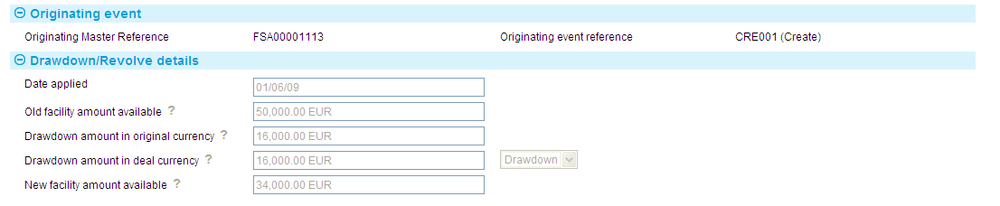 Originating event
Originating Master Reference FSA00001113 Originating event reference CRE001 (Create)
Drawdown/Revolve details
Date applied 01/06/09
Old facility amount available ? 50,000.00 EUR
Drawdown amount in original currency ? 16,000.00 EUR
Drawdown amount in deal currency ? 16,000.00 EUR Drawdown
New facility amount available ? 34,000.00 EUR